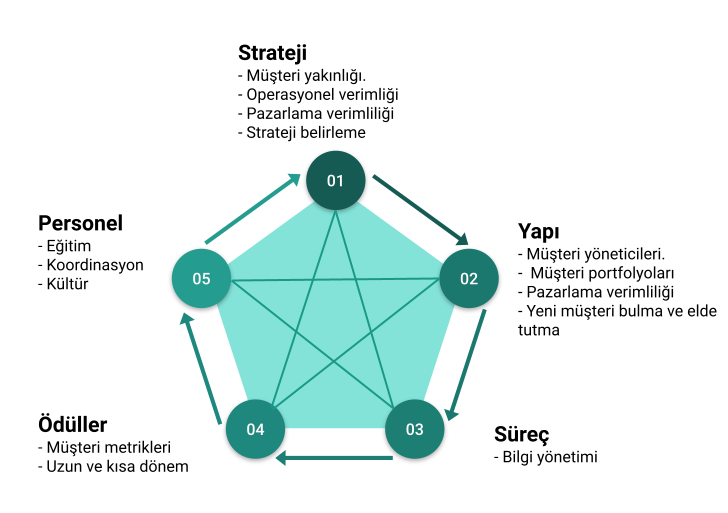 Strateji
- Müşteri yakınlığı.
- Operasyonel verimliği
- Pazarlama verimliliği
- Strateji belirleme
01
Yapı
- Müşteri yöneticileri.
-  Müşteri portfolyoları
- Pazarlama verimliliği
- Yeni müşteri bulma ve elde
tutma
02
Süreç
- Bilgi yönetimi
03
Ödüller
- Müşteri metrikleri
- Uzun ve kısa dönem
04
Personel
- Eğitim
- Koordinasyon
- Kültür
05